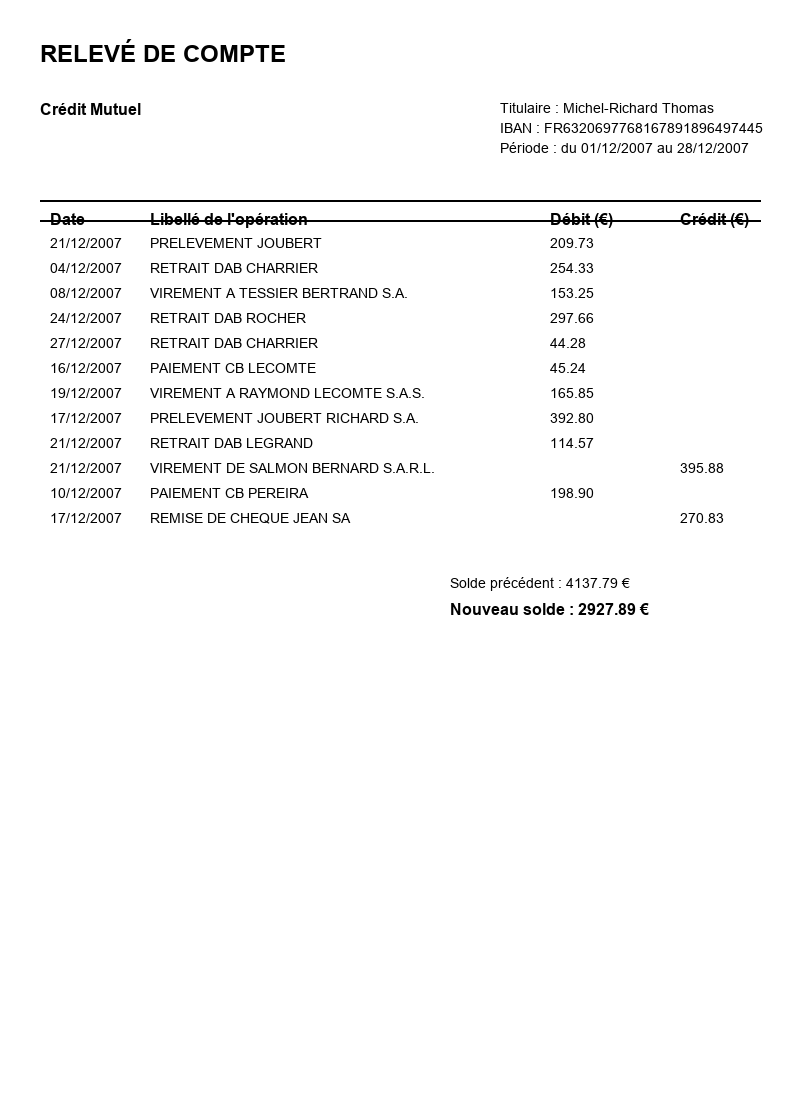 RELEVÉ DE COMPTE
Crédit Mutuel
Titulaire : Michel-Richard Thomas
IBAN : FR6320697768167891896497445
Période : du 01/12/2007 au 28/12/2007
Date Libellé de l'opération Débit (€) Crédit (€)
21/12/2007 PRELEVEMENT JOUBERT 209.73
04/12/2007 RETRAIT DAB CHARRIER 254.33
08/12/2007 VIREMENT A TESSIER BERTRAND S.A. 153.25
24/12/2007 RETRAIT DAB ROCHER 297.66
27/12/2007 RETRAIT DAB CHARRIER 44.28
16/12/2007 PAIEMENT CB LECOMTE 45.24
19/12/2007 VIREMENT A RAYMOND LECOMTE S.A.S. 165.85
17/12/2007 PRELEVEMENT JOUBERT RICHARD S.A. 392.80
21/12/2007 RETRAIT DAB LEGRAND 114.57
21/12/2007 VIREMENT DE SALMON BERNARD S.A.R.L. 395.88
10/12/2007 PAIEMENT CB PEREIRA 198.90
17/12/2007 REMISE DE CHEQUE JEAN SA 270.83
Solde précédent : 4137.79 €
Nouveau solde : 2927.89 €